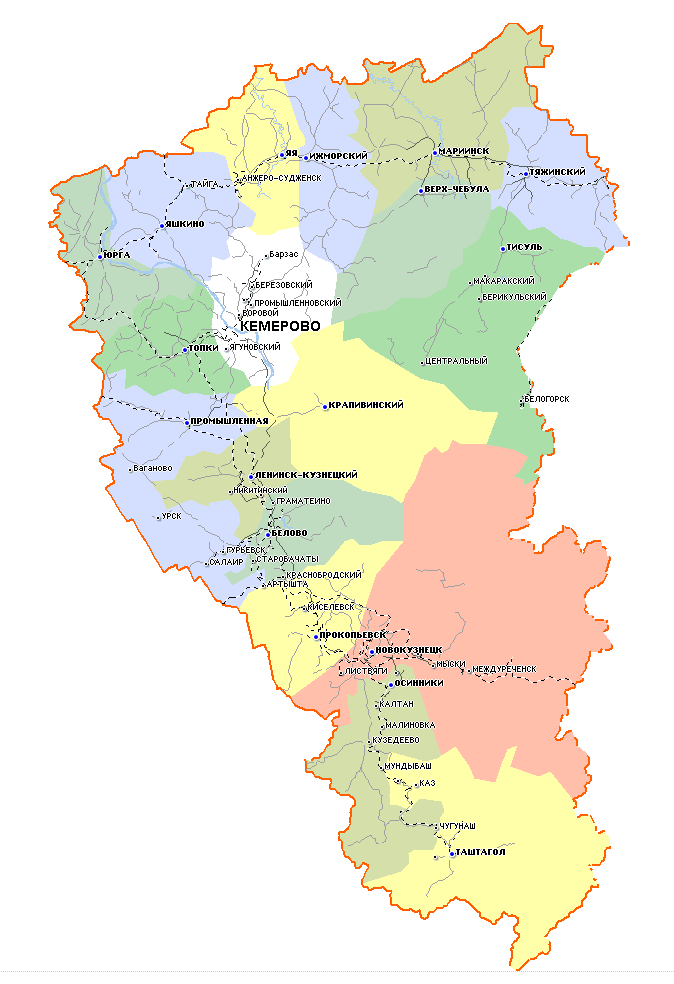 МАРИИНСК
ЯЯ
ИЖМОРСКИЙ
ТЯЖИНСКИЙ
АНЖЕРО-СУДЖЕНСК
ТАЙГА
ВЕРХ-ЧЕБУЛА
ЯШКИНО
ТИСУЛЬ
ЮРГА
Барзас
МАКАРАКСКИЙ
БЕРЕЗОВСКИЙ
БЕРИКУЛЬСКИЙ
ПРОМЫШЛЕННОВСКИЙ
БОРОВОЙ
КЕМЕРОВО
ТОПКИ
ЯГУНОВСКИЙ
ЦЕНТРАЛЬНЫЙ
БЕЛОГОРСК
КРАПИВИНСКИЙ
ПРОМЫШЛЕННАЯ
Ваганово
ЛЕНИНСК-КУЗНЕЦКИЙ
НИКИТИНСКИЙ
ГРАМАТЕИНО
УРСК
БЕЛОВО
ГУРЬЕВСК
САЛАИР
СТАРОБАЧАТЫ
КРАСНОБРОДСКИЙ
АРТЫШТА
КИСЕЛЕВСК
ПРОКОПЬЕВСК
НОВОКУЗНЕЦК
МЫСКИ
МЕЖДУРЕЧЕНСК
ЛИСТВЯГИ
ОСИННИКИ
КАЛТАН
МАЛИНОВКА
КУЗЕДЕЕВО
МУНДЫБАШ
КАЗ
ЧУГУНАШ
ТАШТАГОЛ